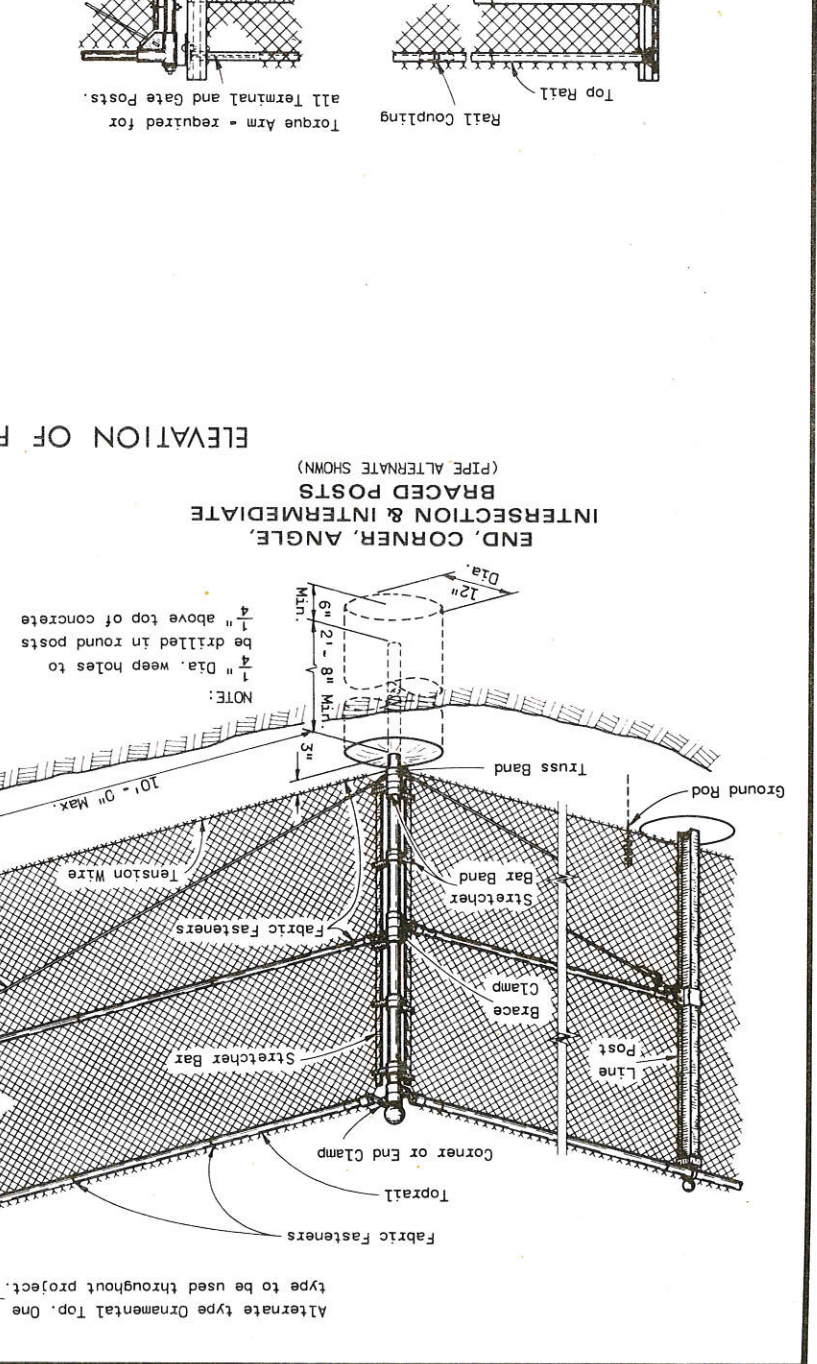 Alternate type Ornamental Top. One
type to be used throughout project.
Fabric Fasteners
Toprail
Corner or End Clamp
Line
Post
Stretcher Bar
Brace
Clamp
Fabric Fasteners
Stretcher
Bar Band
Tension Wire
Ground Rod
Truss Band
10' - 0" Max.
3"
NOTE:
1/4" Dia. weep holes to
be drilled in round posts
1/4" above top of concrete
2' - 8" Min.
6"
Min.
12"
Dia.
END, CORNER, ANGLE,
INTERSECTION & INTERMEDIATE
BRACED POSTS
(PIPE ALTERNATE SHOWN)
ELEVATION OF
Top Rail
Rail Coupling
Torque Arm - required for
all Terminal and Gate Posts.